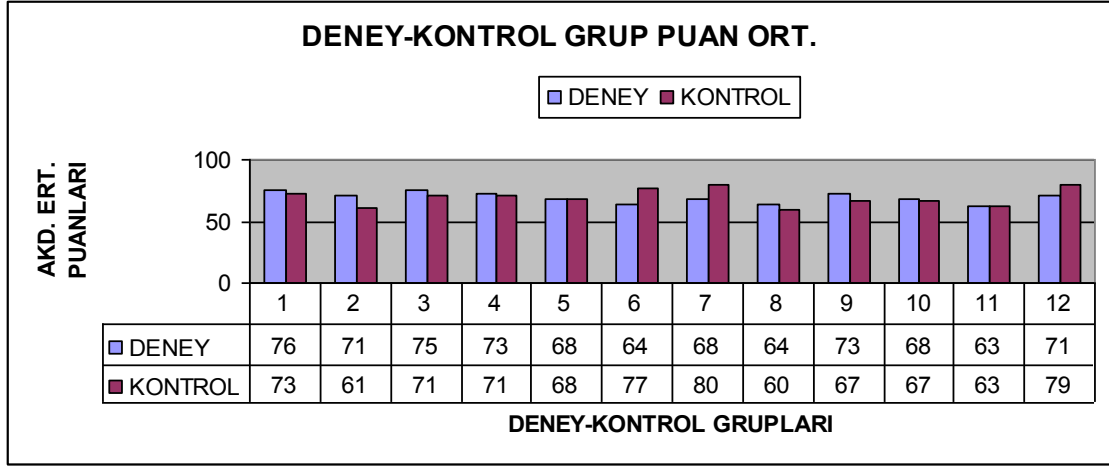 DENEY-KONTROL GRUP PUAN ORT.
DENEY KONTROL
AKD. ERT.
PUANLARI
100
50
0
1 2 3 4 5 6 7 8 9 10 11 12
DENEY 76 71 75 73 68 64 68 64 73 68 63 71
KONTROL 73 61 71 71 68 77 80 60 67 67 63 79
DENEY-KONTROL GRUPLARI